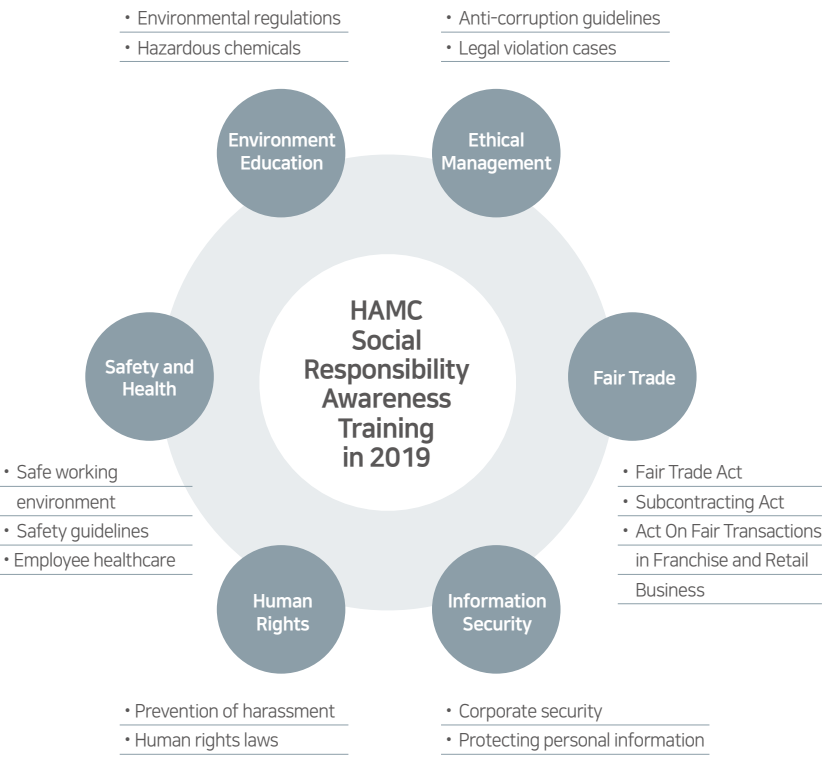 • Environmental regulations
• Hazardous chemicals
• Anti-corruption guidelines
• Legal violation cases
Environment
Education
Ethical
Management
HAMC
Social
Responsibility
Awareness
Training
in 2019
Safety and
Health
Fair Trade
• Safe working
environment
• Safety guidelines
• Employee healthcare
• Fair Trade Act
• Subcontracting Act
• Act On Fair Transactions
in Franchise and Retail
Business
Human
Rights
Information
Security
• Prevention of harassment
• Human rights laws
• Corporate security
• Protecting personal information